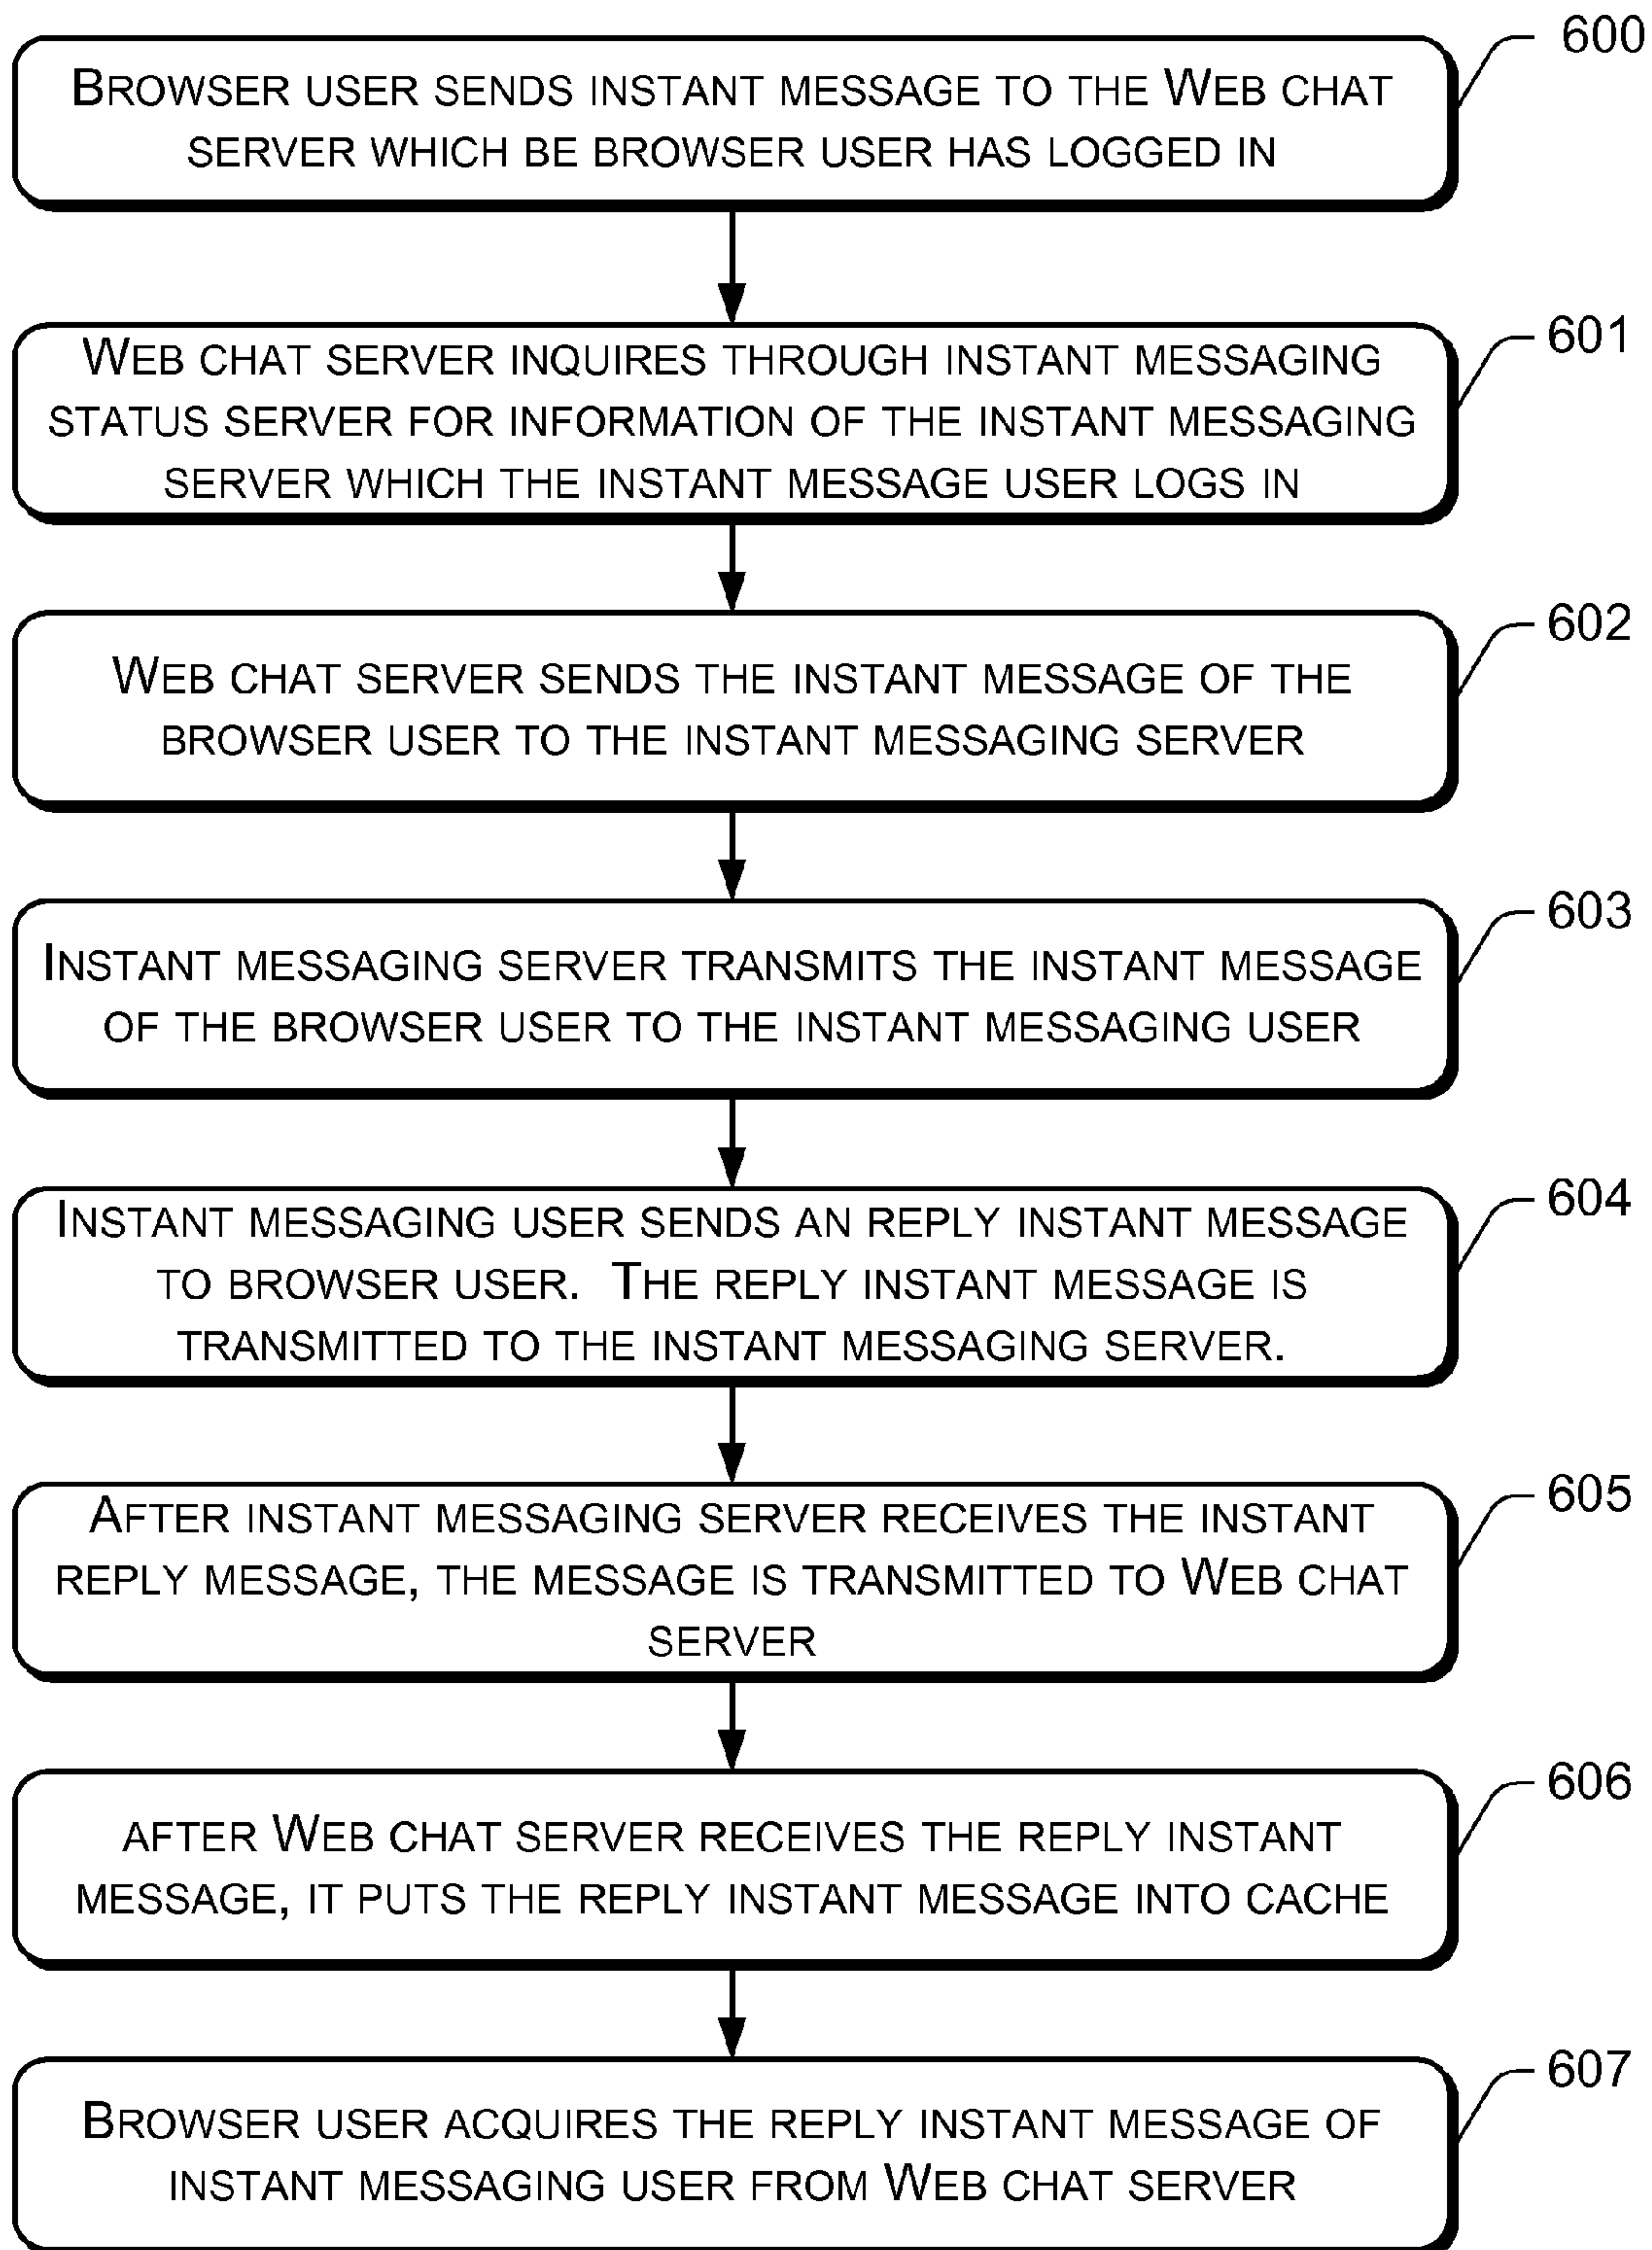 600
BROWSER USER SENDS INSTANT MESSAGE TO THE WEB CHAT
SERVER WHICH BE BROWSER USER HAS LOGGED IN
601
WEB CHAT SERVER INQUIRES THROUGH INSTANT MESSAGING
STATUS SERVER FOR INFORMATION OF THE INSTANT MESSAGING
SERVER WHICH THE INSTANT MESSAGE USER LOGS IN
602
WEB CHAT SERVER SENDS THE INSTANT MESSAGE OF THE
BROWSER USER TO THE INSTANT MESSAGING SERVER
603
INSTANT MESSAGING SERVER TRANSMITS THE INSTANT MESSAGE
OF THE BROWSER USER TO THE INSTANT MESSAGING USER
604
INSTANT MESSAGING USER SENDS AN REPLY INSTANT MESSAGE
TO BROWSER USER. THE REPLY INSTANT MESSAGE IS
TRANSMITTED TO THE INSTANT MESSAGING SERVER.
605
AFTER INSTANT MESSAGING SERVER RECEIVES THE INSTANT
REPLY MESSAGE, THE MESSAGE IS TRANSMITTED TO WEB CHAT
SERVER
606
AFTER WEB CHAT SERVER RECEIVES THE REPLY INSTANT
MESSAGE, IT PUTS THE REPLY INSTANT MESSAGE INTO CACHE
607
BROWSER USER ACQUIRES THE REPLY INSTANT MESSAGE OF
INSTANT MESSAGING USER FROM WEB CHAT SERVER